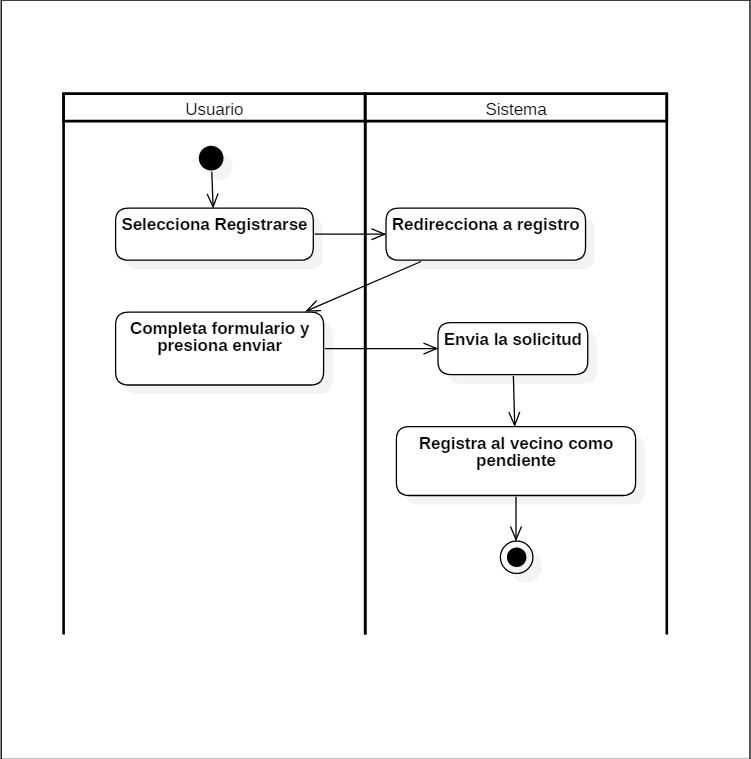 Usuario
Sistema
Selecciona Registrarse
Redirecciona a registro
Completa formulario y
presiona enviar
Envia la solicitud
Registra al vecino como
pendiente